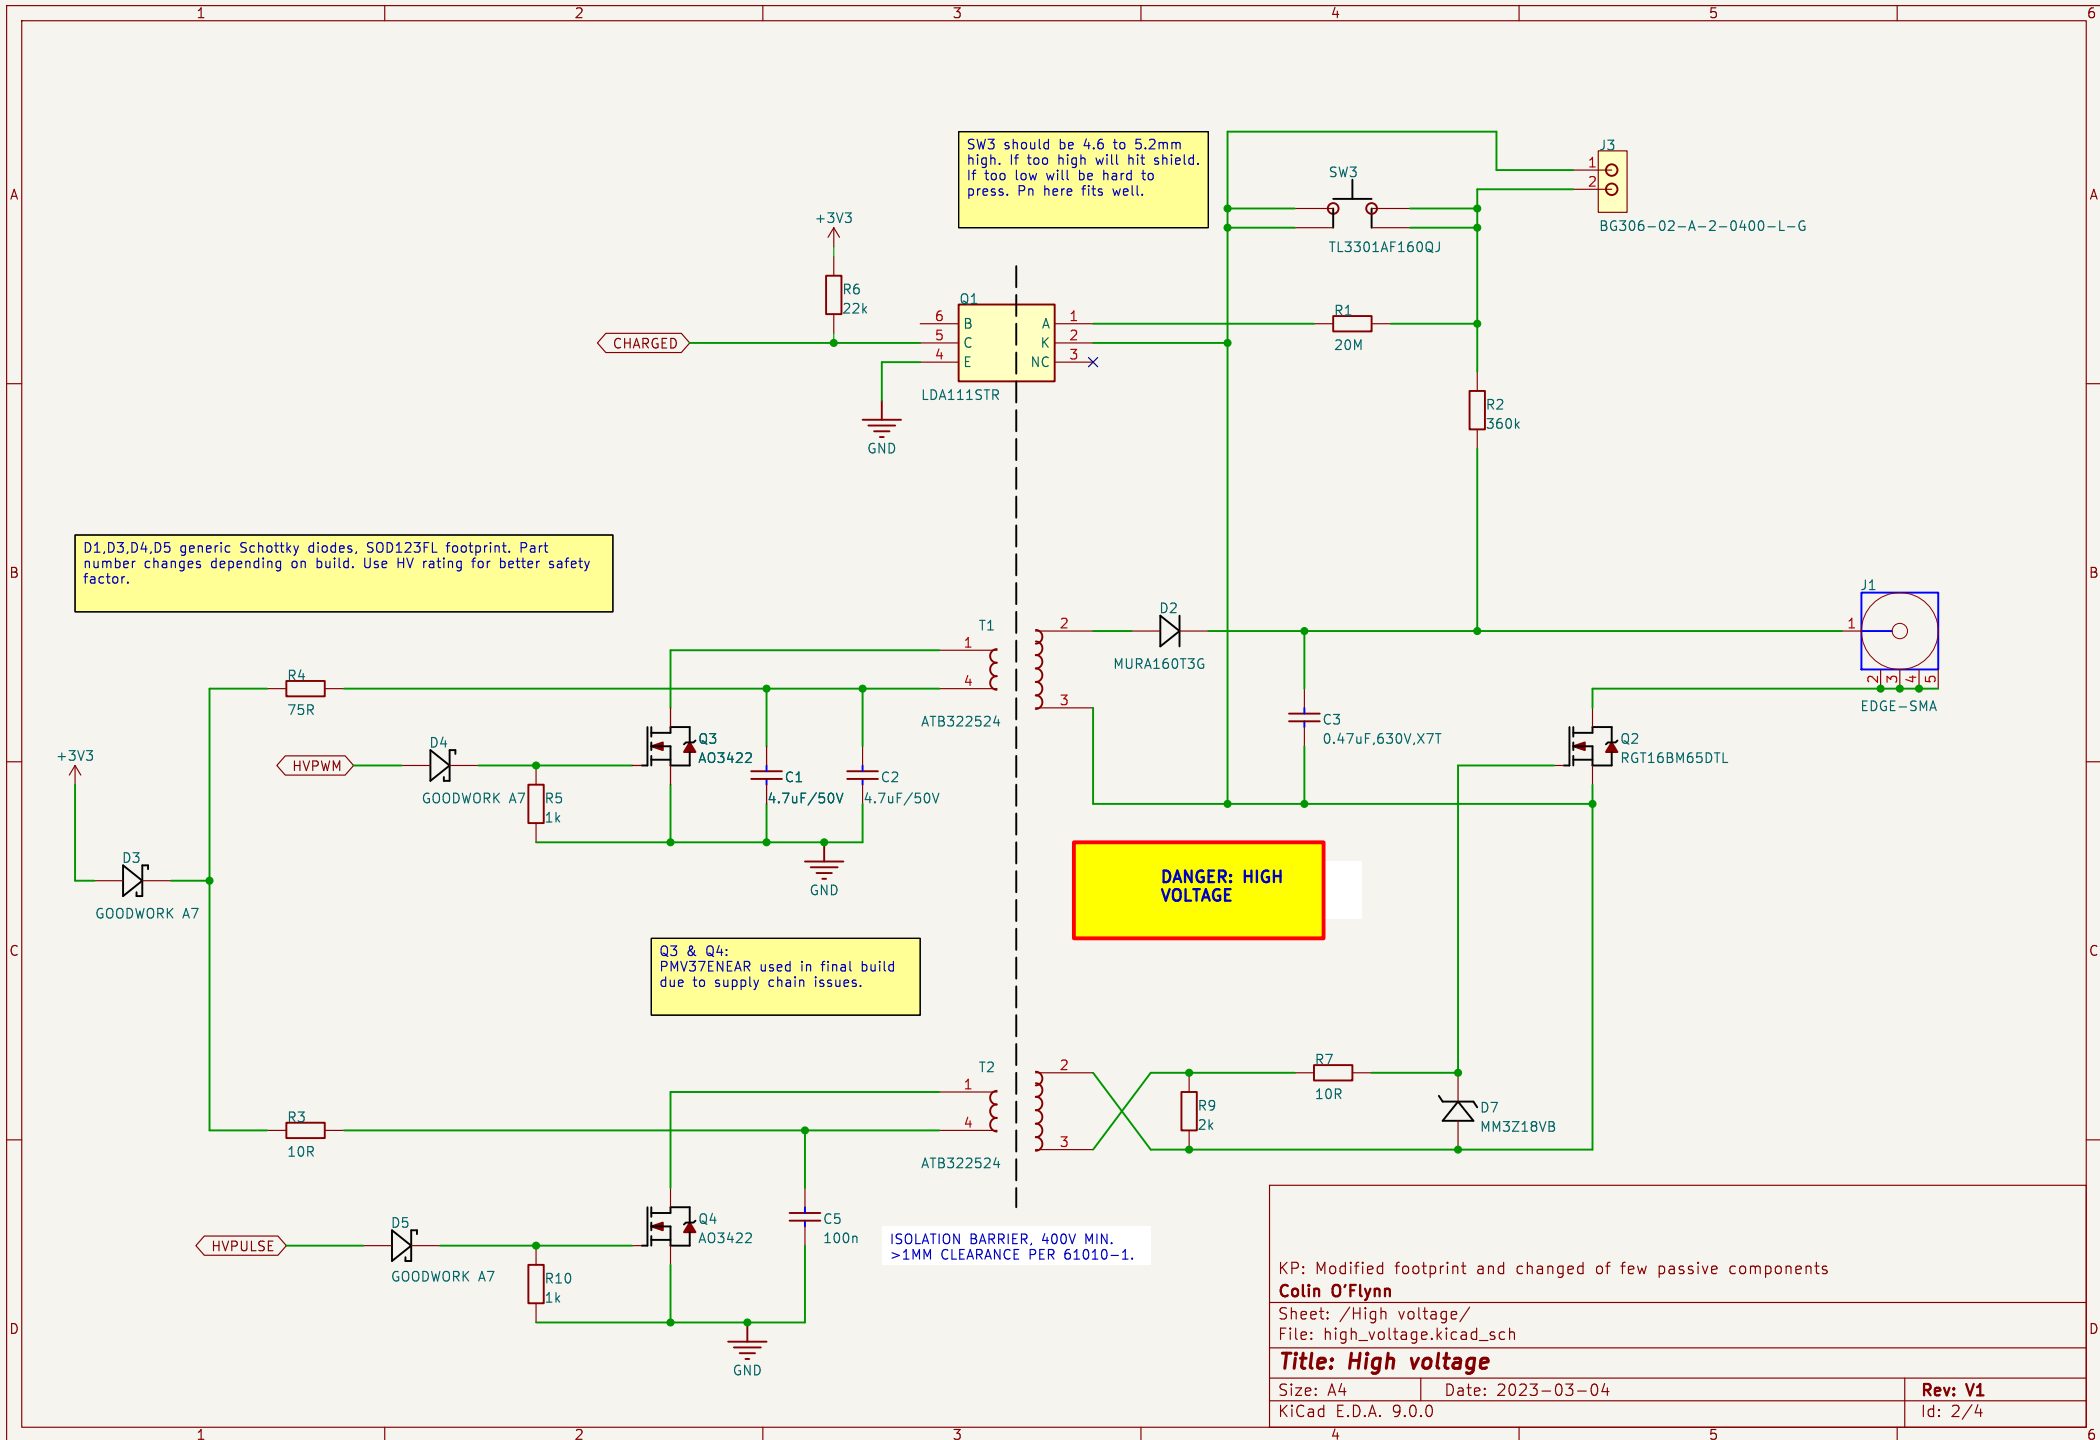 1 2 3 4 5 6
A
B
C
D
A
B
C
D
1 2 3 4 5 6
SW3 should be 4.6 to 5.2mm
high. If too high will hit shield.
If too low will be hard to
press. Pn here fits well.
SW3
TL3301AF160QJ
J3
1
2
BG306-02-A-2-0400-L-G
+3V3
R6
22k
CHARGED
Q1
6 B A 1
5 C K 2
4 E NC 3
LDA111STR
GND
R1
20M
R2
360k
D1,D3,D4,D5 generic Schottky diodes, SOD123FL footprint. Part
number changes depending on build. Use HV rating for better safety
factor.
T1
1
4
2
3
ATB322524
D2
MURA160T3G
J1
1
2 3 4 5
EDGE-SMA
R4
75R
+3V3
HVPWM
D4
GOODWORK A7
R5
1k
Q3
AO3422
C1
4.7uF/50V
C2
4.7uF/50V
GND
C3
0.47uF,630V,X7T
Q2
RGT16BM65DTL
D3
GOODWORK A7
DANGER: HIGH
VOLTAGE
Q3 & Q4:
PMV37ENEAR used in final build
due to supply chain issues.
T2
1
4
2
3
ATB322524
R3
10R
R9
2k
R7
10R
D7
MM3Z18VB
HVPULSE
D5
GOODWORK A7
R10
1k
Q4
AO3422
C5
100n
GND
ISOLATION BARRIER, 400V MIN.
>1MM CLEARANCE PER 61010-1.
KP: Modified footprint and changed of few passive components
Colin O'Flynn
Sheet: /High voltage/
File: high_voltage.kicad_sch
Title: High voltage
Size: A4 Date: 2023-03-04 Rev: V1
KiCad E.D.A. 9.0.0 Id: 2/4